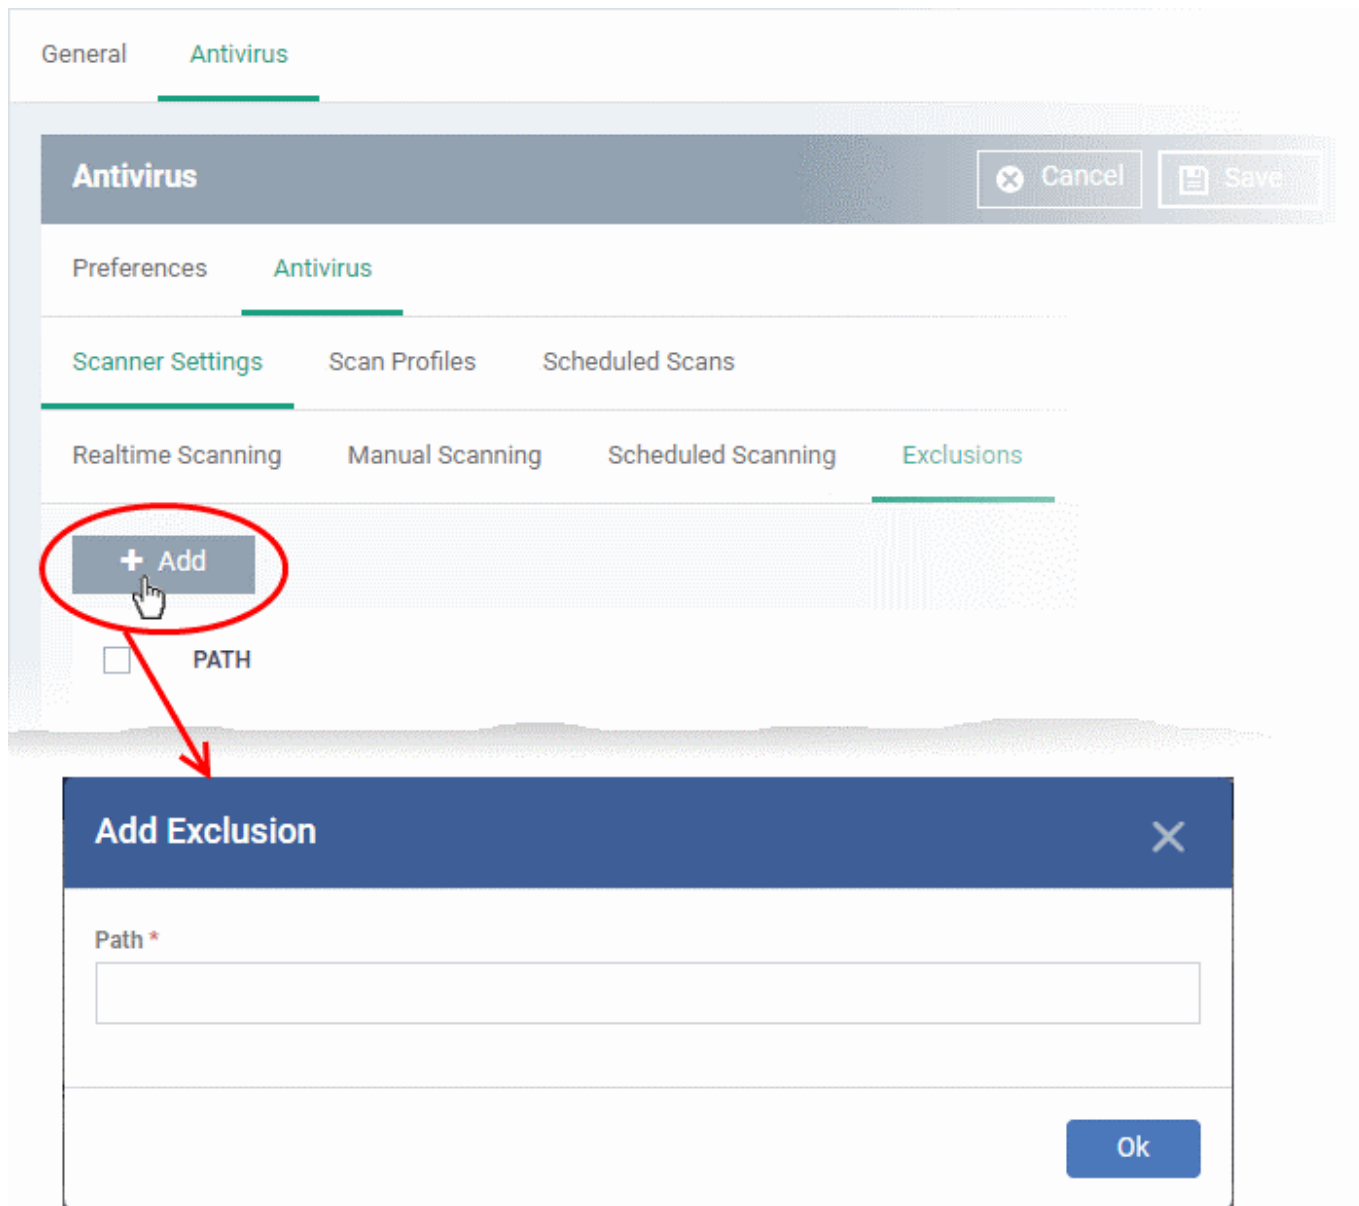 General Antivirus
Antivirus Cancel Save
Preferences Antivirus
Scanner Settings Scan Profiles Scheduled Scans
Realtime Scanning Manual Scanning Scheduled Scanning Exclusions
+ Add
PATH
Add Exclusion
Path *
Ok